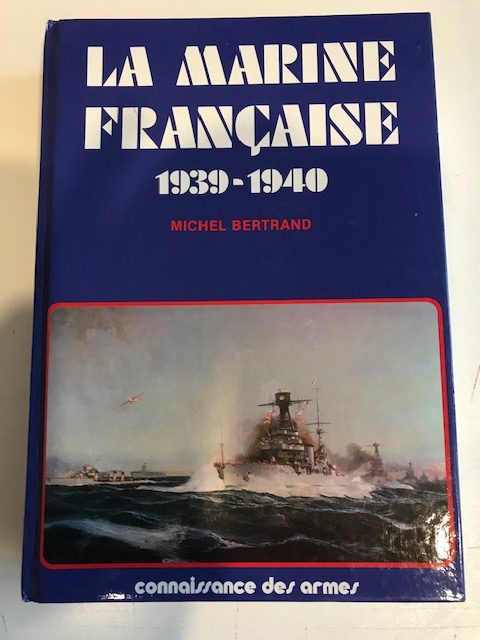 LA MARINE
FRANÇAISE
1939-1940
MICHEL BERTRAND
connaissance des armes